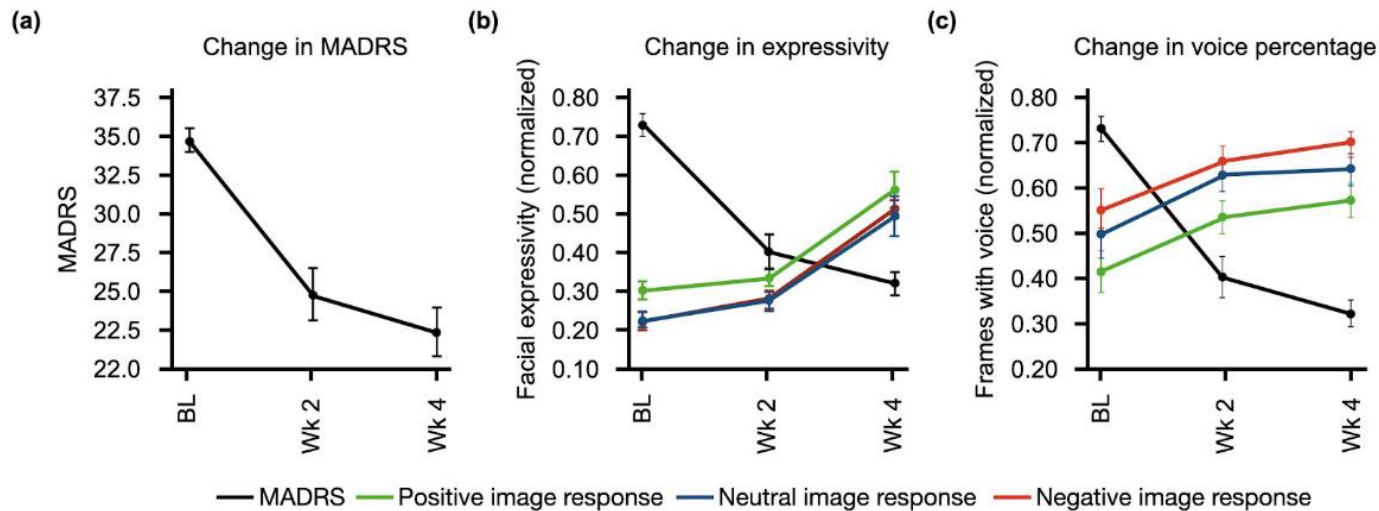 (a)
Change in MADRS
MADRS
37.5
35.0
32.5
30.0
27.5
25.0
22.5
22.0
BL
Wk 2
Wk 4
(b)
Change in expressivity
Facial expressivity (normalized)
0.80
0.70
0.60
0.50
0.40
0.30
0.20
0.10
BL
Wk 2
Wk 4
(c)
Change in voice percentage
Frames with voice (normalized)
0.80
0.70
0.60
0.50
0.40
0.30
0.20
BL
Wk 2
Wk 4
MADRS
Positive image response
Neutral image response
Negative image response